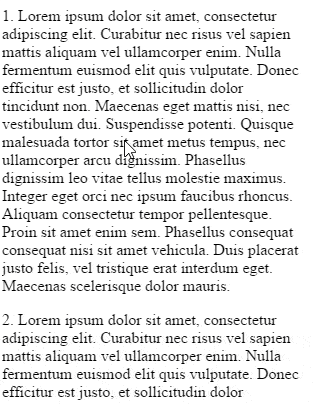 1. Lorem ipsum dolor sit amet, consectetur
adipiscing elit. Curabitur nec risus vel sapien
mattis aliquam vel ullamcorper enim. Nulla
fermentum euismod elit quis vulputate. Donec
efficitur est justo, et sollicitudin dolor
tincidunt non. Maecenas eget mattis nisi, nec
vestibulum dui. Suspendisse potenti. Quisque
malesuada tortor sit amet metus tempus, nec
ullamcorper arcu dignissim. Phasellus
dignissim leo vitae tellus molestie maximus.
Integer eget orci nec ipsum faucibus rhoncus.
Aliquam consectetur tempor pellentesque.
Proin sit amet enim sem. Phasellus consequat
consequat nisi sit amet vehicula. Duis placerat
justo felis, vel tristique erat interdum eget.
Maecenas scelerisque dolor mauris.
2. Lorem ipsum dolor sit amet, consectetur
adipiscing elit. Curabitur nec risus vel sapien
mattis aliquam vel ullamcorper enim. Nulla
fermentum euismod elit quis vulputate. Donec
efficitur est justo, et sollicitudin dolor